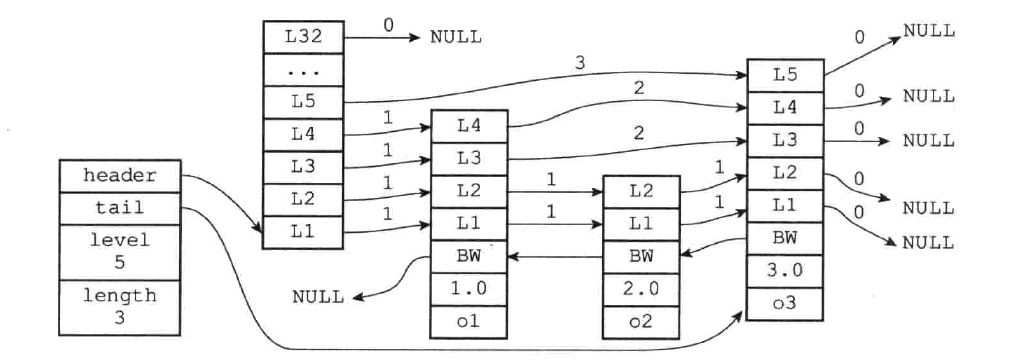 header
tail
level
5
length
3
L32
...
L5
L4
L3
L2
L1
0
NULL
3
1
1
1
1
L4
L3
L2
L1
BW
1.0
o1
NULL
2
2
1
1
L2
L1
BW
2.0
o2
1
1
L5
L4
L3
L2
L1
BW
3.0
o3
0
NULL
0
NULL
0
NULL
0
NULL
0
NULL